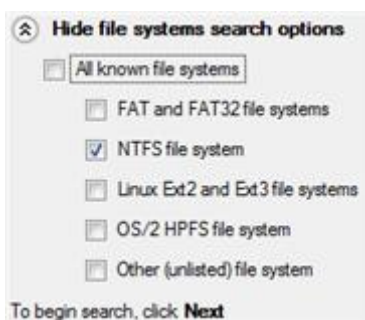 Hide file systems search options
All known file systems
FAT and FAT32 file systems
NTFS file system
Linux Ext2 and Ext3 file systems
OS/2 HPFS file system
Other (unlisted) file system
To begin search, click Next